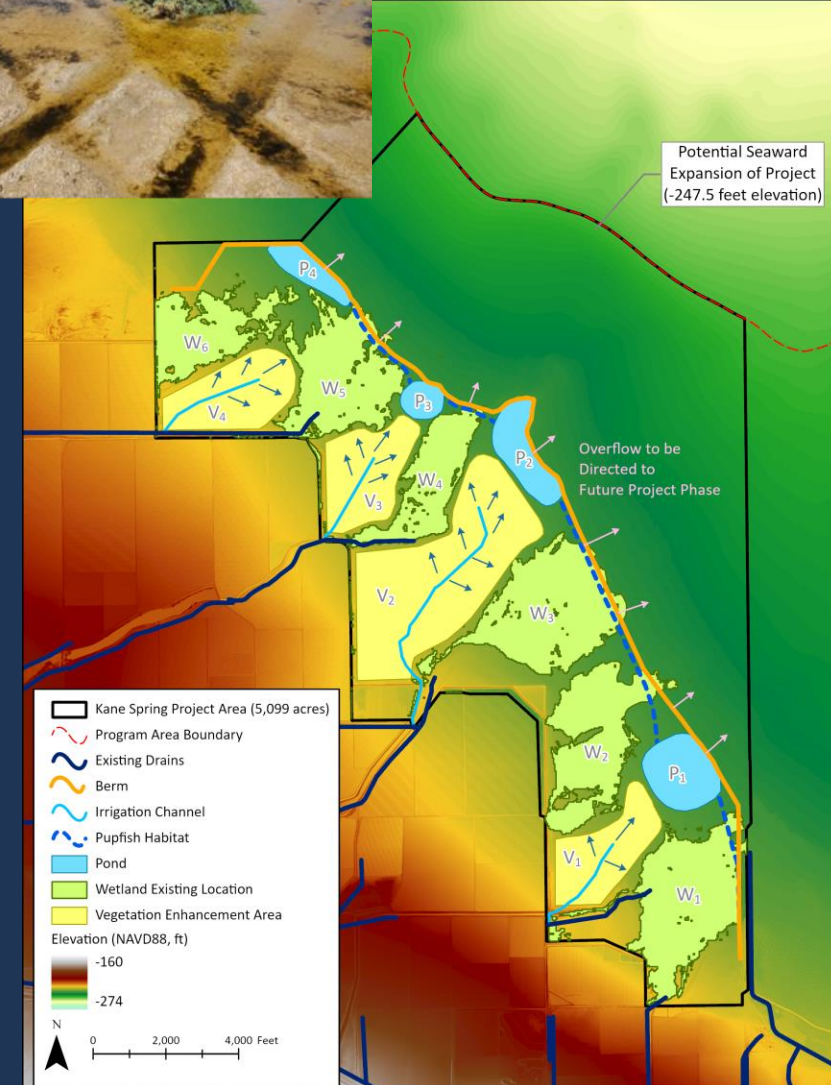 Potential Seaward
Expansion of Project
(-247.5 feet elevation)
P4
W6
W5
V4
P3
P2
Overflow to be
Directed to
Future Project Phase
W4
V3
V2
W3
W2
P1
V1
W1
Kane Spring Project Area (5,099 acres)
Program Area Boundary
Existing Drains
Berm
Irrigation Channel
Pupfish Habitat
Pond
Wetland Existing Location
Vegetation Enhancement Area
Elevation (NAVD88, ft)
-160
-274
N
0 2,000 4,000 Feet